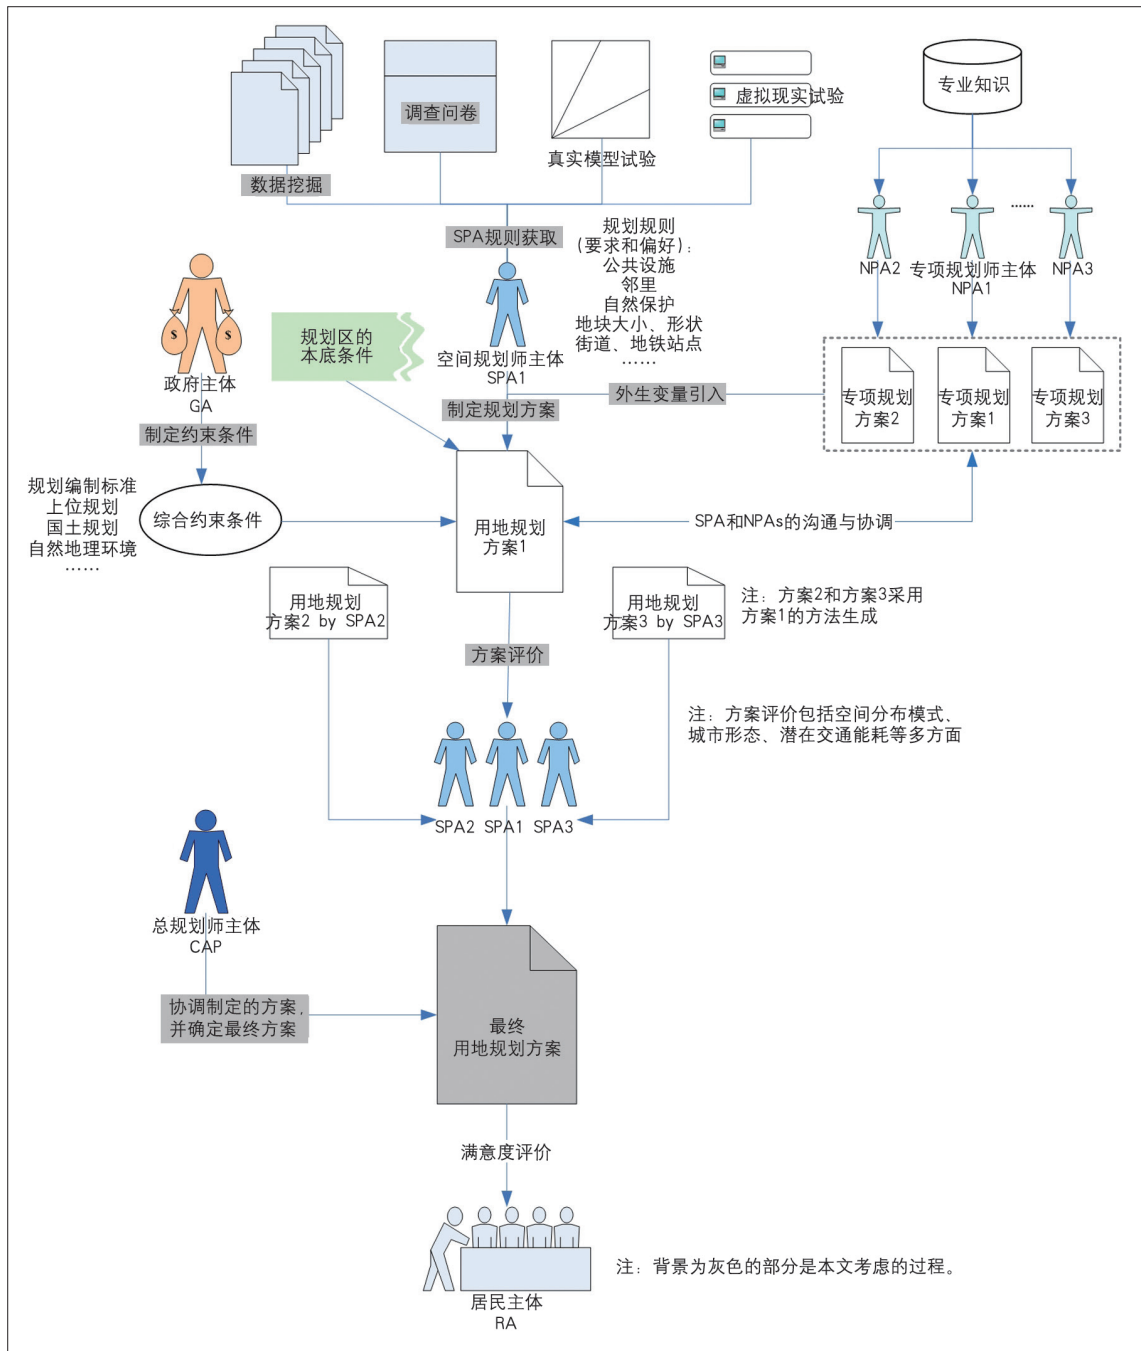 专业知识
调查问卷
虚拟现实试验
真实模型试验
数据挖掘
SPA规则获取
规划规则
(要求和偏好):
公共设施
邻里
自然保护
地块大小、形状
街道、地铁站点
……
NPA2
专项规划师主体
NPA1
……
NPA3
规划区的
本底条件
空间规划师主体
SPA1
$
$
政府主体
GA
制定约束条件
制定规划方案
外生变量引入
专项规划
方案2
专项规划
方案1
专项规划
方案3
规划编制标准
上位规划
国土规划
自然地理环境
……
综合约束条件
用地规划
方案1
SPA和NPAs的沟通与协调
用地规划
方案2 by SPA2
用地规划
方案3 by SPA3
注：方案2和方案3采用
方案1的方法生成
方案评价
注：方案评价包括空间分布模式、
城市形态、潜在交通能耗等多方面
SPA2
SPA1
SPA3
总规划师主体
CAP
协调制定的方案，
并确定最终方案
最终
用地规划方案
满意度评价
注：背景为灰色的部分是本文考虑的过程。
居民主体
RA